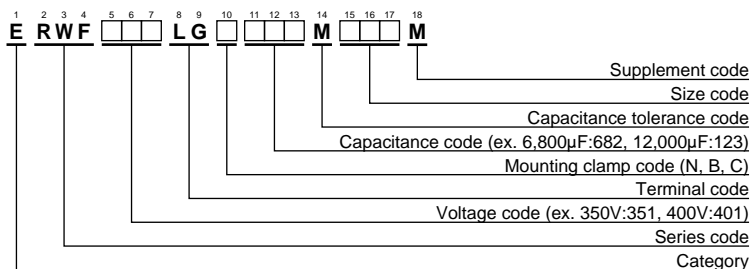 1 2 3 4 5 6 7 8 9 10 11 12 13 14 15 16 17 18
E RWF LG M M
Supplement code
Size code
Capacitance tolerance code
Capacitance code (ex. 6,800µF:682, 12,000µF:123)
Mounting clamp code (N, B, C)
Terminal code
Voltage code (ex. 350V:351, 400V:401)
Series code
Category